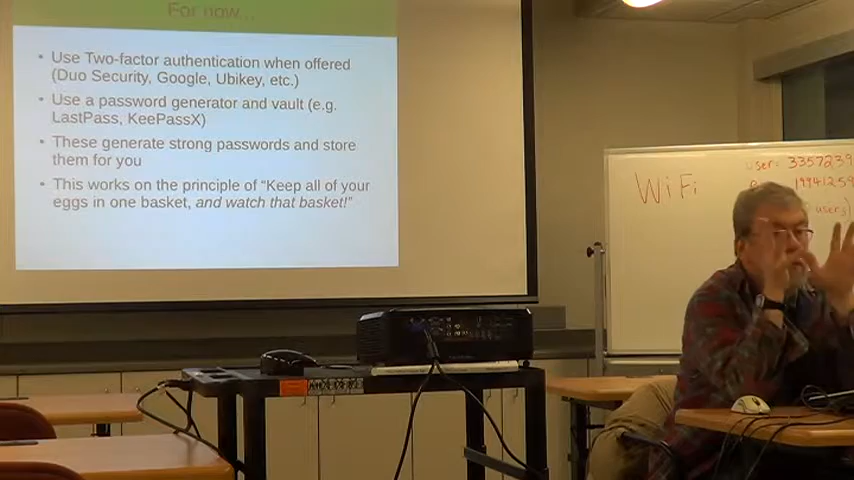 For now...
• Use Two-factor authentication when offered
(Duo Security, Google, Ubikey, etc.)
• Use a password generator and vault (e.g.
LastPass, KeePassX)
• These generate strong passwords and store
them for you
• This works on the principle of “Keep all of your
eggs in one basket, and watch that basket!”
WiFi
user: 3357239
19941259
users)